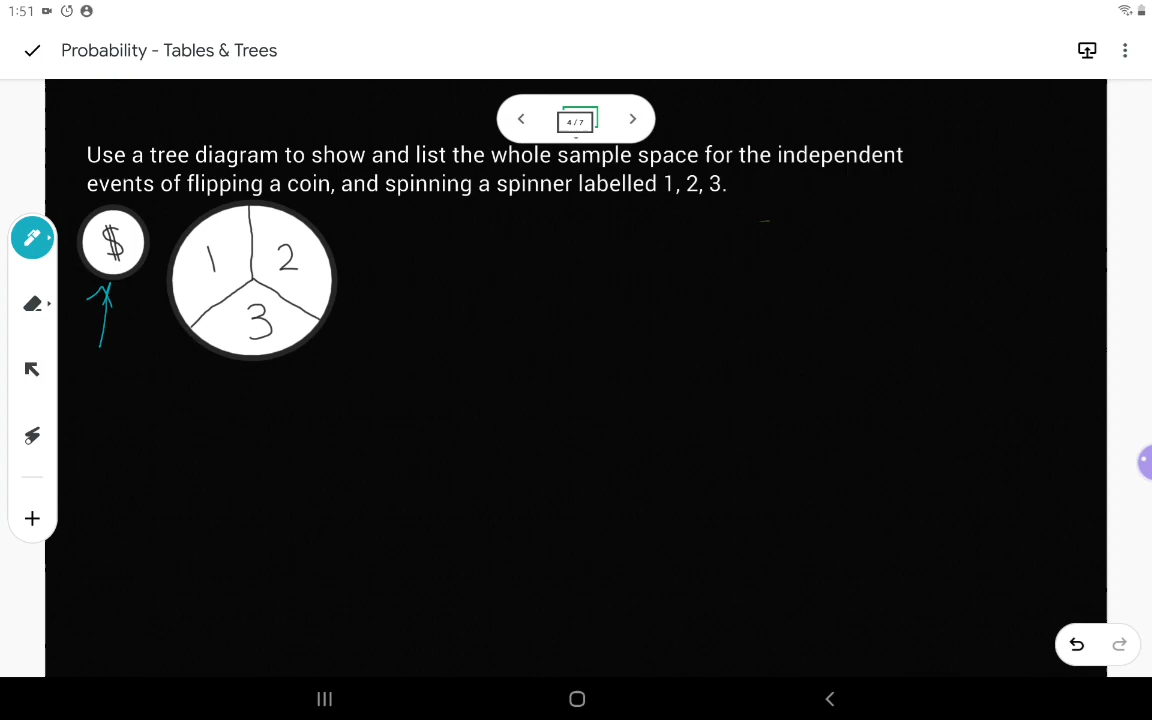 1:51
Probability - Tables & Trees
4 / 7
Use a tree diagram to show and list the whole sample space for the independent
events of flipping a coin, and spinning a spinner labelled 1, 2, 3.
$
1 2
3